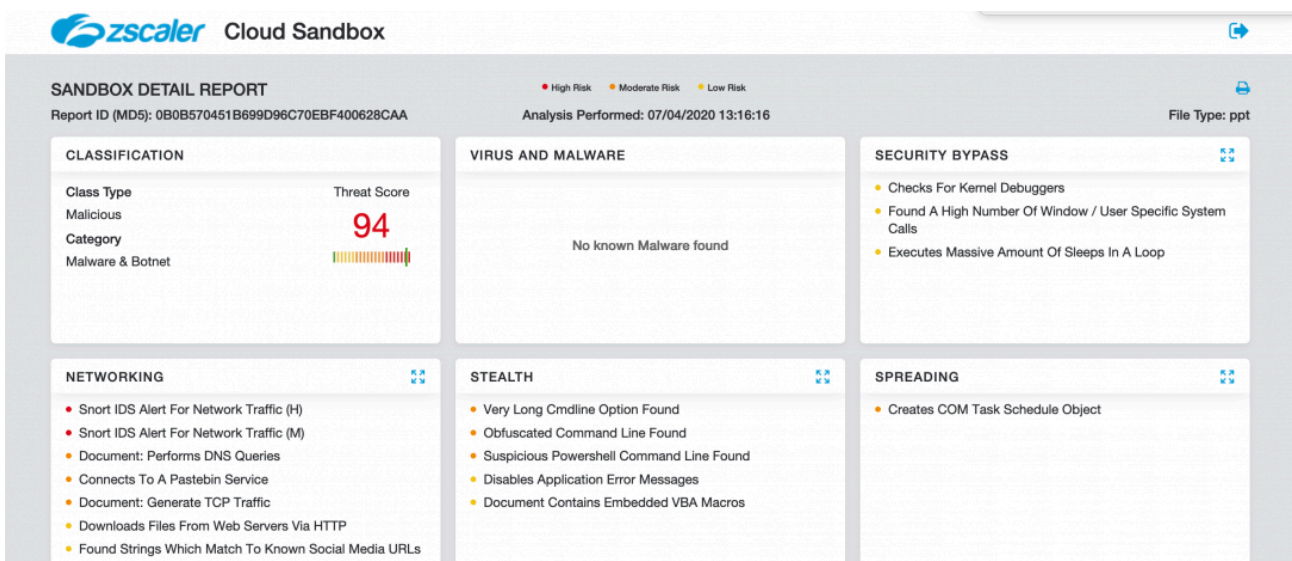 zscaler Cloud Sandbox
SANDBOX DETAIL REPORT
Report ID (MD5): 0B0B570451B699D96C70EBF400628CAA
High Risk Moderate Risk Low Risk
Analysis Performed: 07/04/2020 13:16:16
File Type: ppt
CLASSIFICATION
Class Type
Malicious
Category
Malware & Botnet
Threat Score
94
VIRUS AND MALWARE
No known Malware found
SECURITY BYPASS
Checks For Kernel Debuggers
Found A High Number Of Window / User Specific System
Calls
Executes Massive Amount Of Sleeps In A Loop
NETWORKING
Snort IDS Alert For Network Traffic (H)
Snort IDS Alert For Network Traffic (M)
Document: Performs DNS Queries
Connects To A Pastebin Service
Document: Generate TCP Traffic
Downloads Files From Web Servers Via HTTP
Found Strings Which Match To Known Social Media URLs
STEALTH
Very Long Cmdline Option Found
Obfuscated Command Line Found
Suspicious Powershell Command Line Found
Disables Application Error Messages
Document Contains Embedded VBA Macros
SPREADING
Creates COM Task Schedule Object